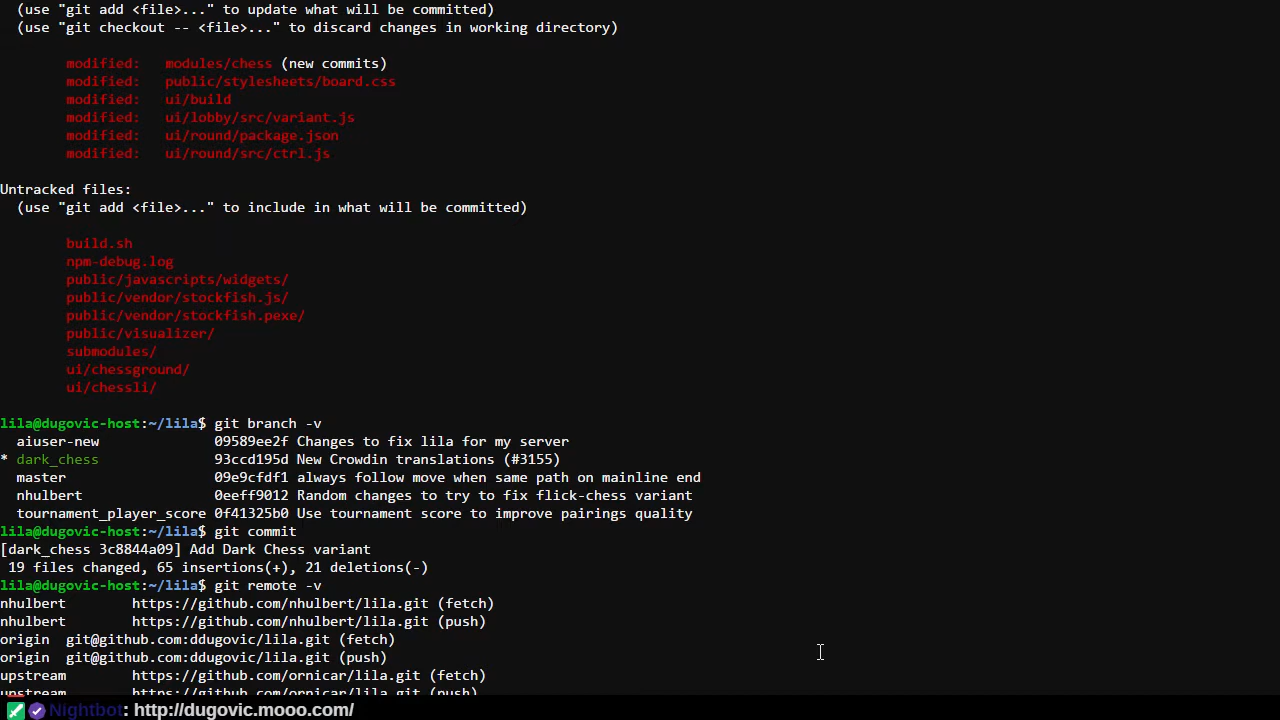 (use "git add <file>..." to update what will be committed)
(use "git checkout -- <file>..." to discard changes in working directory)
modified:   modules/chess (new commits)
modified:   public/stylesheets/board.css
modified:   ui/build
modified:   ui/lobby/src/variant.js
modified:   ui/round/package.json
modified:   ui/round/src/ctrl.js
Untracked files:
(use "git add <file>..." to include in what will be committed)
build.sh
npm-debug.log
public/javascripts/widgets/
public/vendor/stockfish.js/
public/vendor/stockfish.pexe/
public/visualizer/
submodules/
ui/chessground/
ui/chessli/
lila@dugovic-host:~/lila$ git branch -v
aiuser-new              09589ee2f Changes to fix lila for my server
* dark_chess              93ccd195d New Crowdin translations (#3155)
master                  09e9cfdf1 always follow move when same path on mainline end
nhulbert                0eeff9012 Random changes to try to fix flick-chess variant
tournament_player_score 0f41325b0 Use tournament score to improve pairings quality
lila@dugovic-host:~/lila$ git commit
[dark_chess 3c8844a09] Add Dark Chess variant
19 files changed, 65 insertions(+), 21 deletions(-)
lila@dugovic-host:~/lila$ git remote -v
nhulbert        https://github.com/nhulbert/lila.git (fetch)
nhulbert        https://github.com/nhulbert/lila.git (push)
origin  git@github.com:ddugovic/lila.git (fetch)
origin  git@github.com:ddugovic/lila.git (push)
upstream        https://github.com/ornicar/lila.git (fetch)
upstream        https://github.com/ornicar/lila.git (push)
Nightbot: http://dugovic.mooo.com/